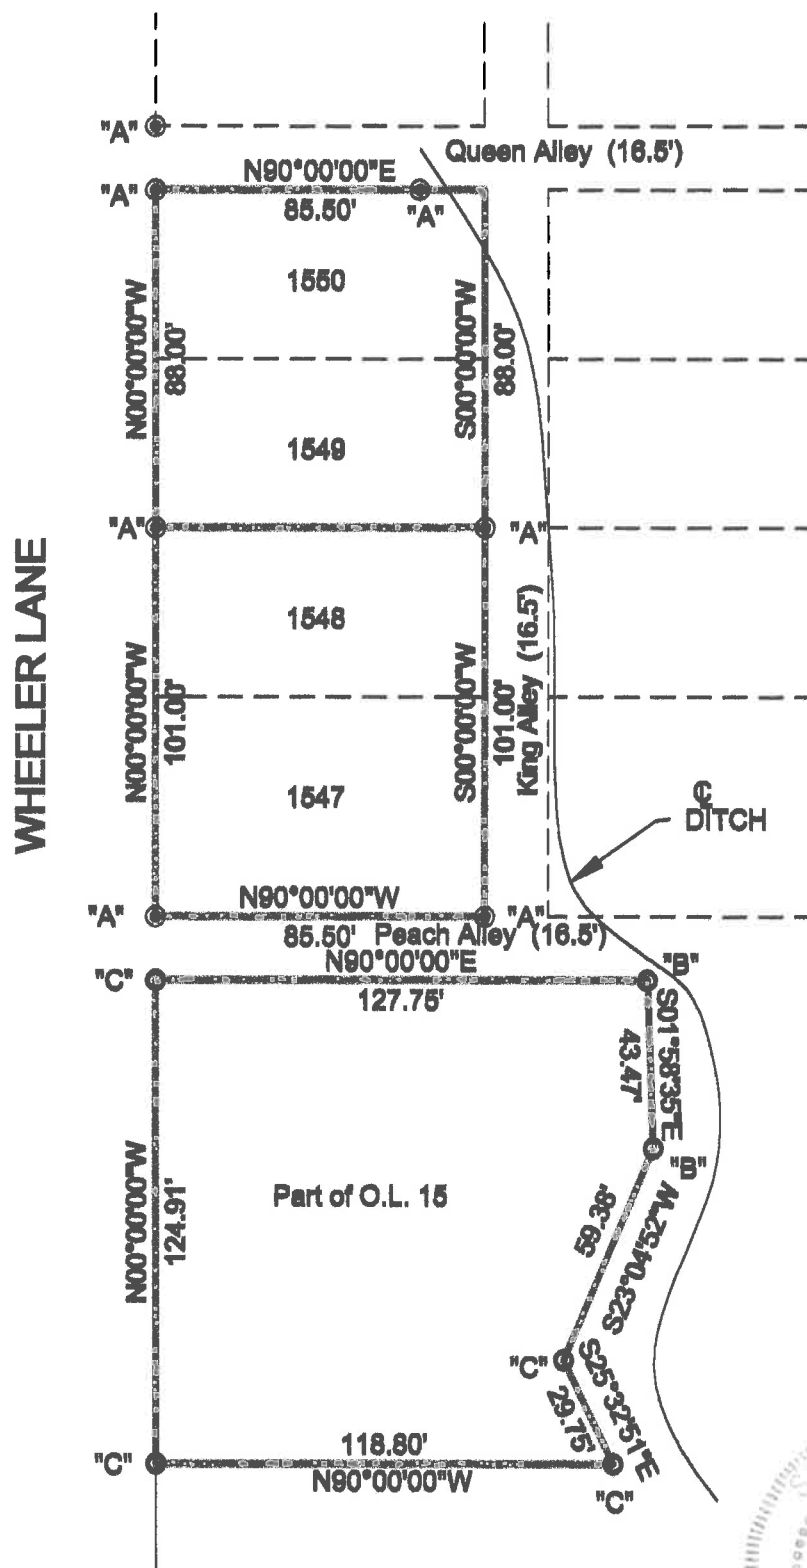 "A"
Queen Alley (16.5')
N90°00'00"E
"A"
85.50'
"A"
1550
N00°00'00"W
88.00'
S00°00'00"W
88.00'
1549
"A"
"A"
WHEELER LANE
1548
N00°00'00"W
101.00'
S00°00'00"W
101.00'
King Alley (16.5')
1547
℄
DITCH
N90°00'00"W
"A"
"A"
85.50'
Peach Alley (16.5')
N90°00'00"E
"C"
"B"
127.75'
S01°58'35"E
43.47'
"B"
N00°00'00"W
124.91'
Part of O.L. 15
59.38'
S23°04'52"W
"C"
S25°32'51"E
29.75'
118.80'
"C"
N90°00'00"W
"C"